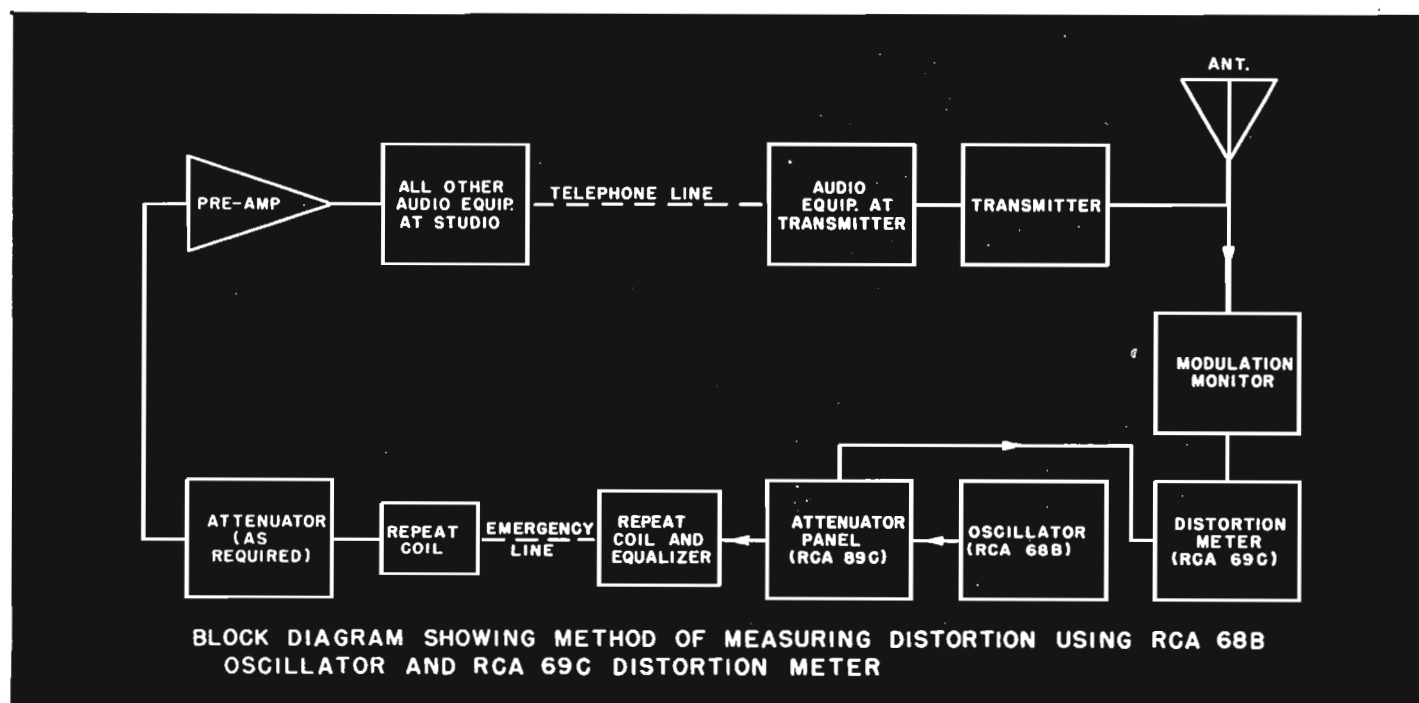 ANT.
PRE-AMP
ALL OTHER
AUDIO EQUIP.
AT STUDIO
TELEPHONE LINE
AUDIO
EQUIP. AT
TRANSMITTER
TRANSMITTER
MODULATION
MONITOR
ATTENUATOR
(AS
REQUIRED)
REPEAT
COIL
EMERGENCY
LINE
REPEAT
COIL AND
EQUALIZER
ATTENUATOR
PANEL
(RCA 89C)
OSCILLATOR
(RCA 68B)
DISTORTION
METER
(RCA 69C)
BLOCK DIAGRAM SHOWING METHOD OF MEASURING DISTORTION USING RCA 68B
OSCILLATOR AND RCA 69C DISTORTION METER